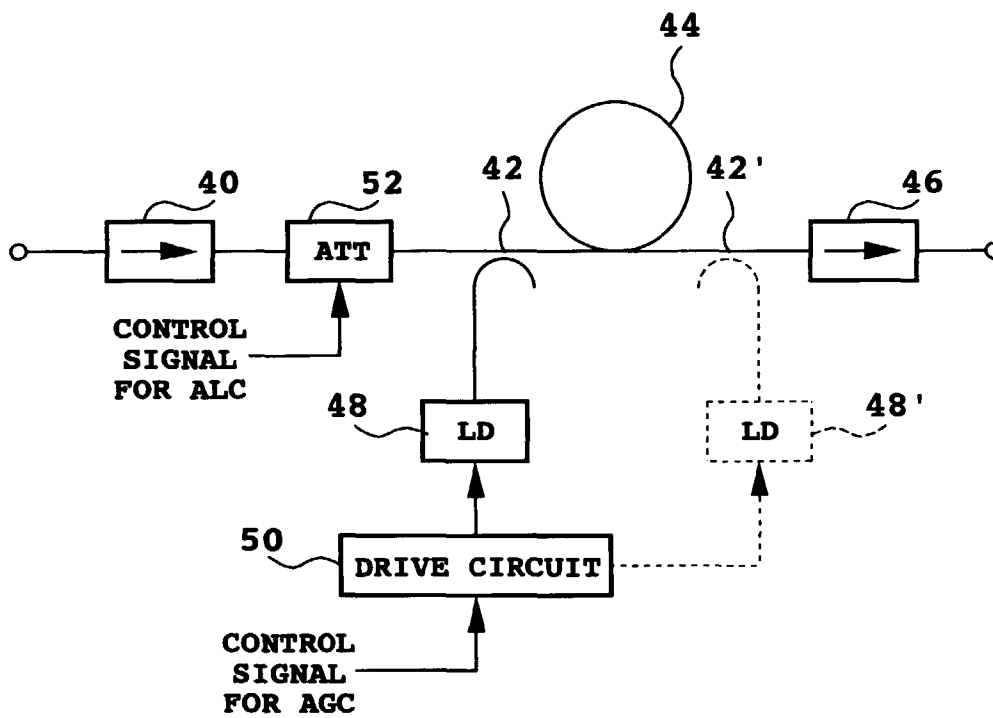 44
40
52
42
42'
46
ATT
CONTROL
SIGNAL
FOR ALC
48
LD
LD
48'
50
DRIVE CIRCUIT
CONTROL
SIGNAL
FOR AGC